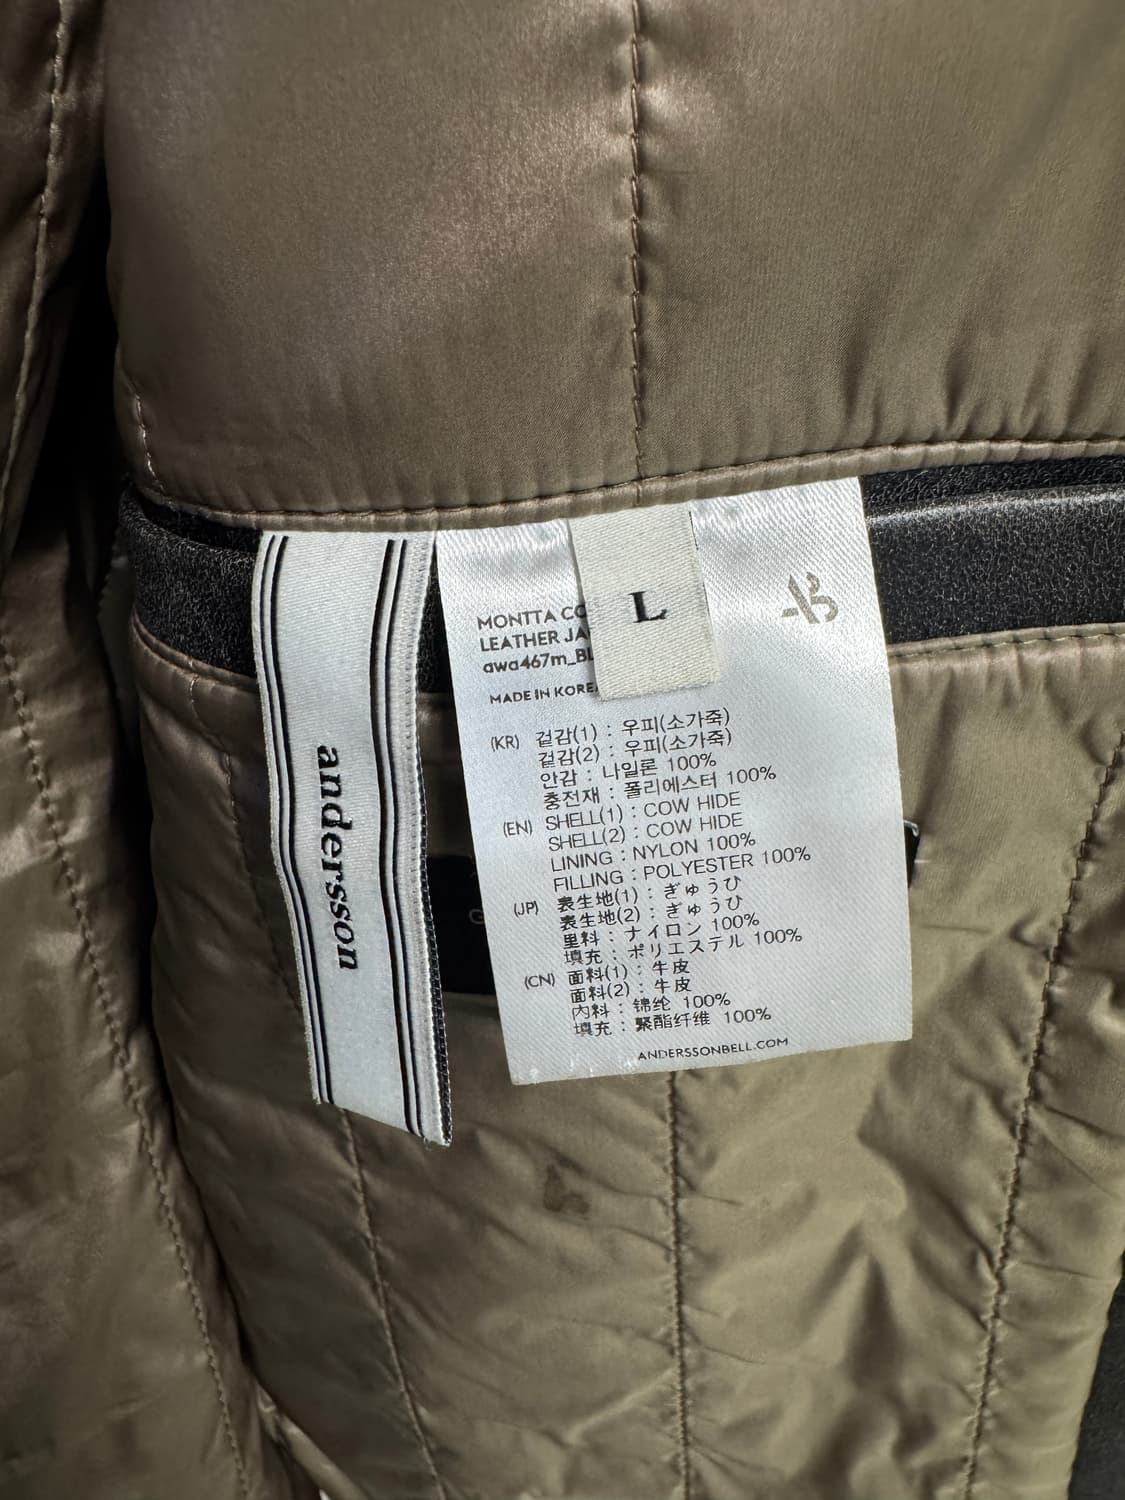 andersson
L
MONTTA
LEATHER
awa467m
MADE IN
(KR) 겉감(1) : 우피(소가죽)
겉감(2) : 우피(소가죽)
안감 : 나일론 100%
충전재 : 폴리에스터 100%
(EN) SHELL(1) : COW HIDE
SHELL(2) : COW HIDE
LINING : NYLON 100%
FILLING : POLYESTER 100%
(JP) 表生地(1) : ぎゅうひ
表生地(2) : ぎゅうひ
里料 : ナイロン 100%
填充 : ポリエステル 100%
(CN) 面料(1) : 牛皮
面料(2) : 牛皮
内料 : 锦纶 100%
填充 : 聚酯纤维 100%
ANDERSSONBELL.COM